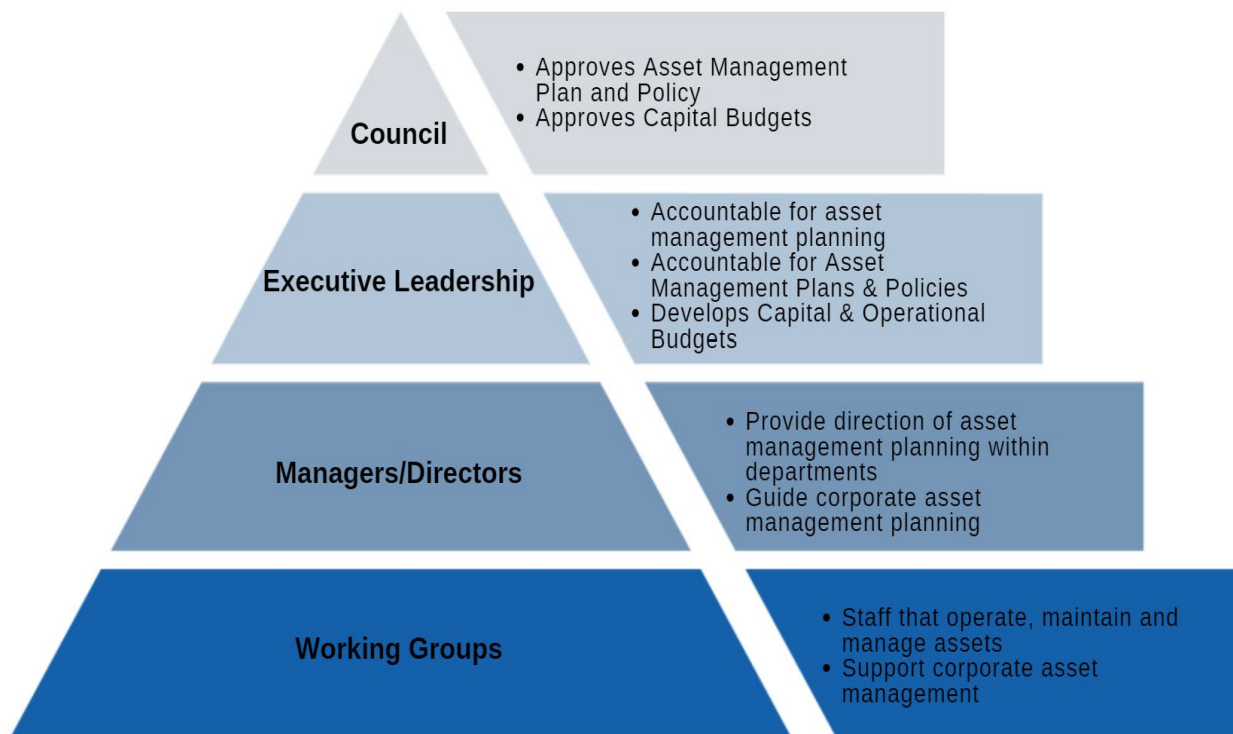 Council
• Approves Asset Management
Plan and Policy
• Approves Capital Budgets
Executive Leadership
• Accountable for asset
management planning
• Accountable for Asset
Management Plans & Policies
• Develops Capital & Operational
Budgets
Managers/Directors
• Provide direction of asset
management planning within
departments
• Guide corporate asset
management planning
Working Groups
• Staff that operate, maintain and
manage assets
• Support corporate asset
management